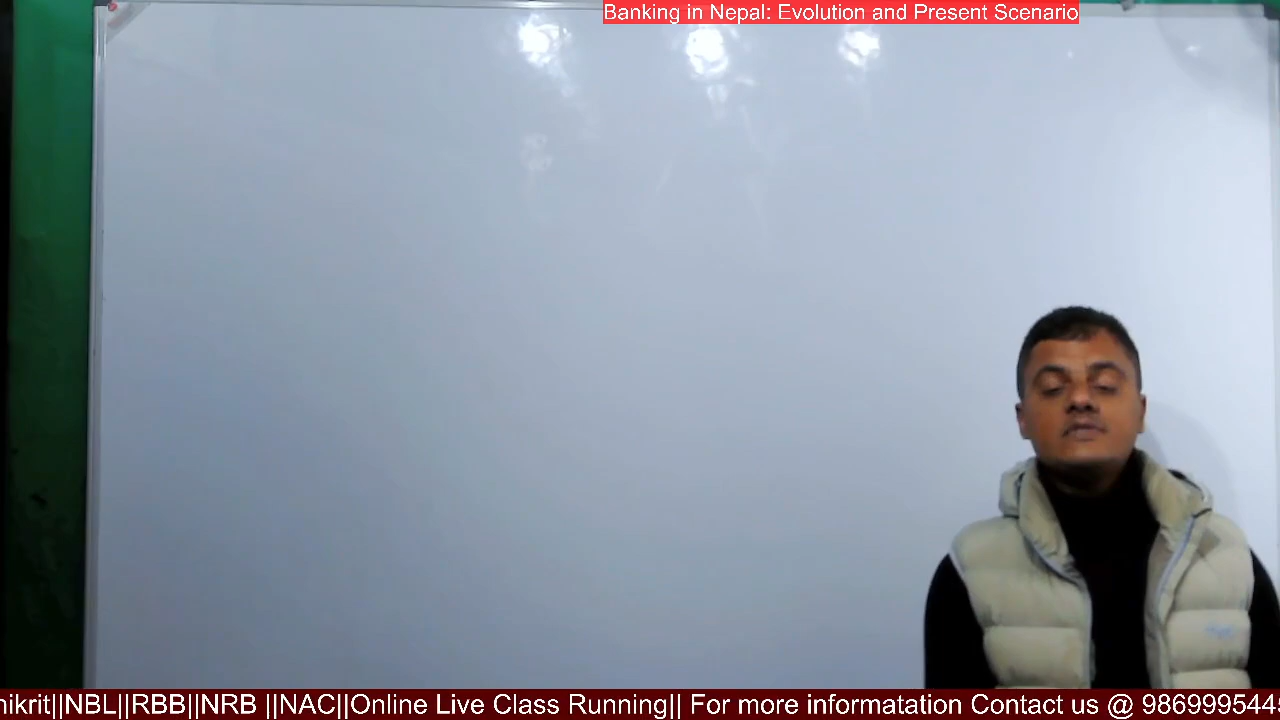 Banking in Nepal: Evolution and Present Scenario
nikrit||NBL||RBB||NRB ||NAC||Online Live Class Running|| For more informatation Contact us @ 986999544